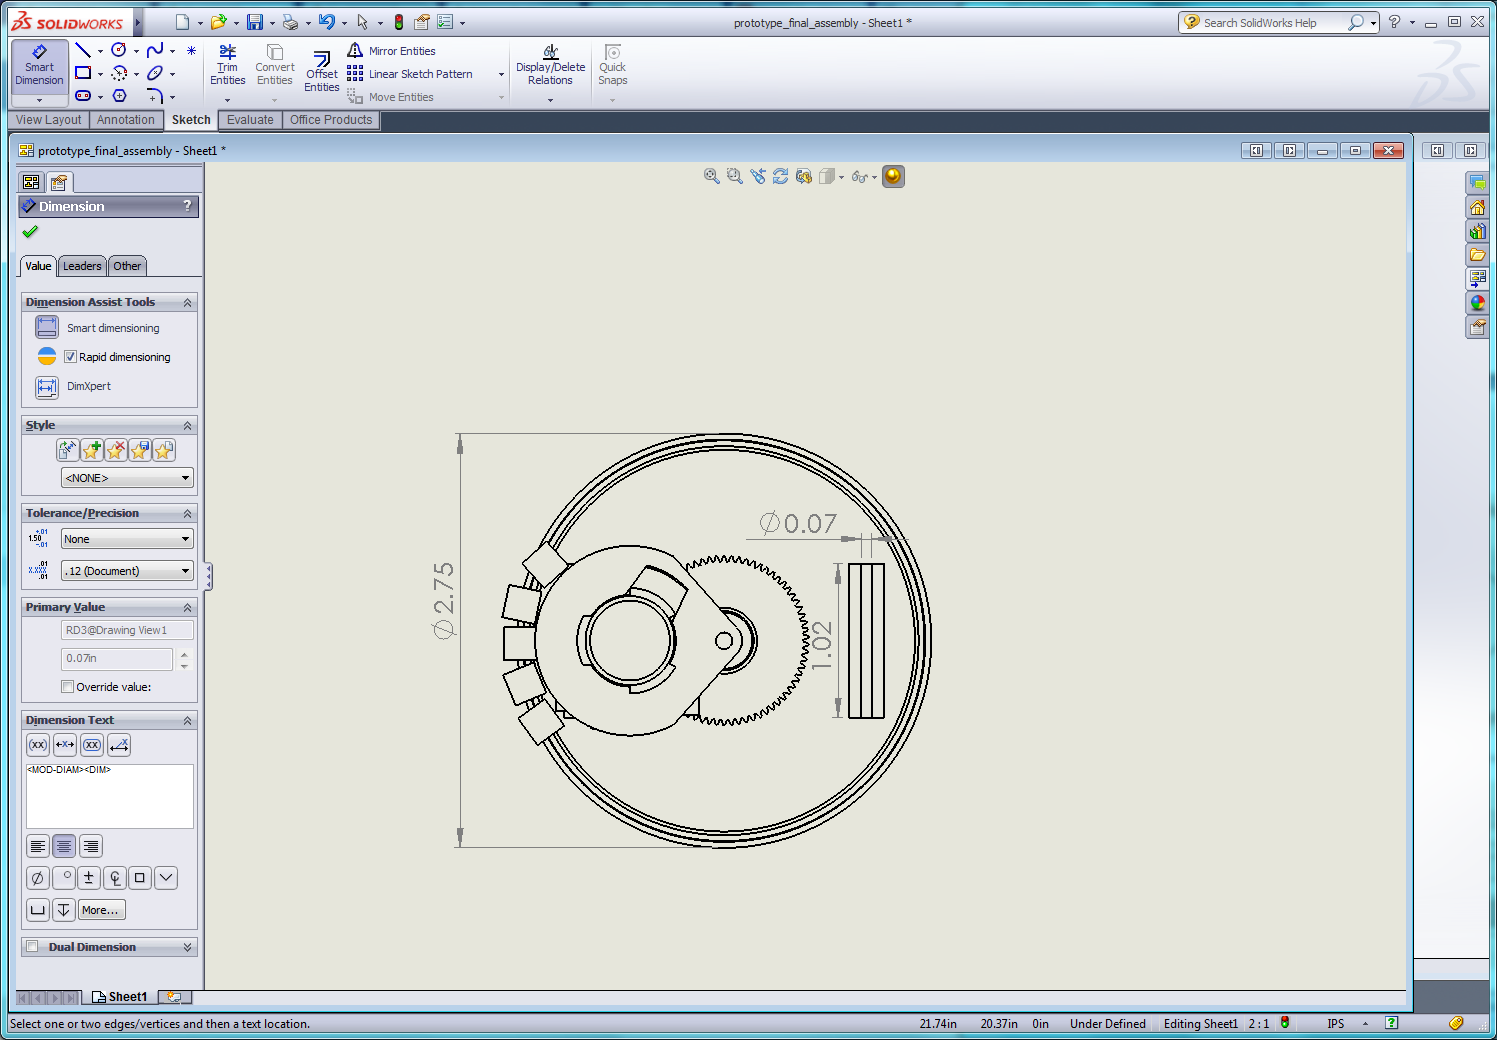 SOLIDWORKS
prototype_final_assembly - Sheet1 *
Search SolidWorks Help
Smart Dimension
Trim Entities
Convert Entities
Offset Entities
Mirror Entities
Linear Sketch Pattern
Move Entities
Display/Delete Relations
Quick Snaps
View Layout
Annotation
Sketch
Evaluate
Office Products
prototype_final_assembly - Sheet1 *
Dimension ?
Value
Leaders
Other
Dimension Assist Tools
Smart dimensioning
Rapid dimensioning
DimXpert
Style
<NONE>
Tolerance/Precision
None
.12 (Document)
Primary Value
RD3@Drawing View1
0.07in
Override value:
Dimension Text
<MOD-DIAM><DIM>
More...
Dual Dimension
∅2.75
∅0.07
1.02
Sheet1
Select one or two edges/vertices and then a text location.
21.74in 20.37in 0in Under Defined Editing Sheet1 2 : 1 IPS